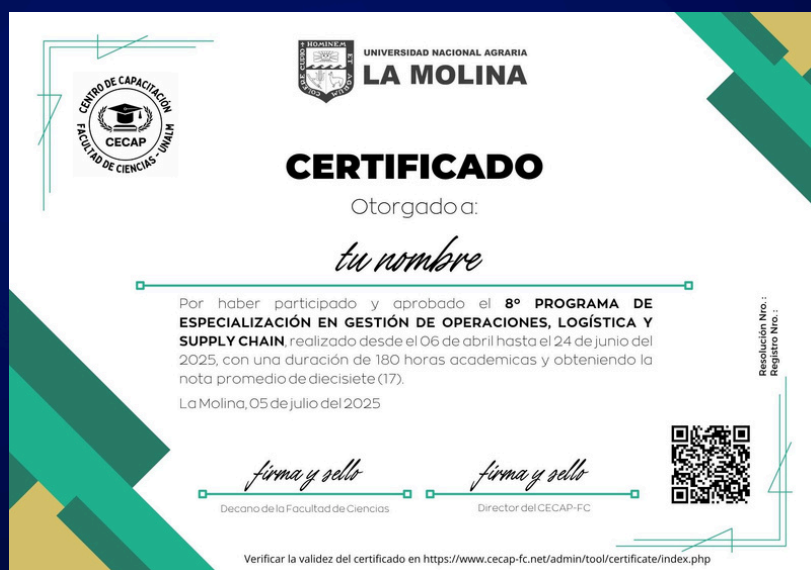 UNIVERSIDAD NACIONAL AGRARIA
LA MOLINA
COLERE CUPIO HOMINEM ET AGRUM
CENTRO DE CAPACITACIÓN
CECAP
FACULTAD DE CIENCIAS - UNALM
CERTIFICADO
Otorgado a:
tu nombre
Por haber participado y aprobado el 8° PROGRAMA DE
ESPECIALIZACIÓN EN GESTIÓN DE OPERACIONES, LOGÍSTICA Y
SUPPLY CHAIN, realizado desde el 06 de abril hasta el 24 de junio del
2025, con una duración de 180 horas academicas y obteniendo la
nota promedio de diecisiete (17).
La Molina, 05 de julio del 2025
Resolución Nro. :
Registro Nro. :
firma y sello
Decano de la Facultad de Ciencias
firma y sello
Director del CECAP-FC
Verificar la validez del certificado en https://www.cecap-fc.net/admin/tool/certificate/index.php